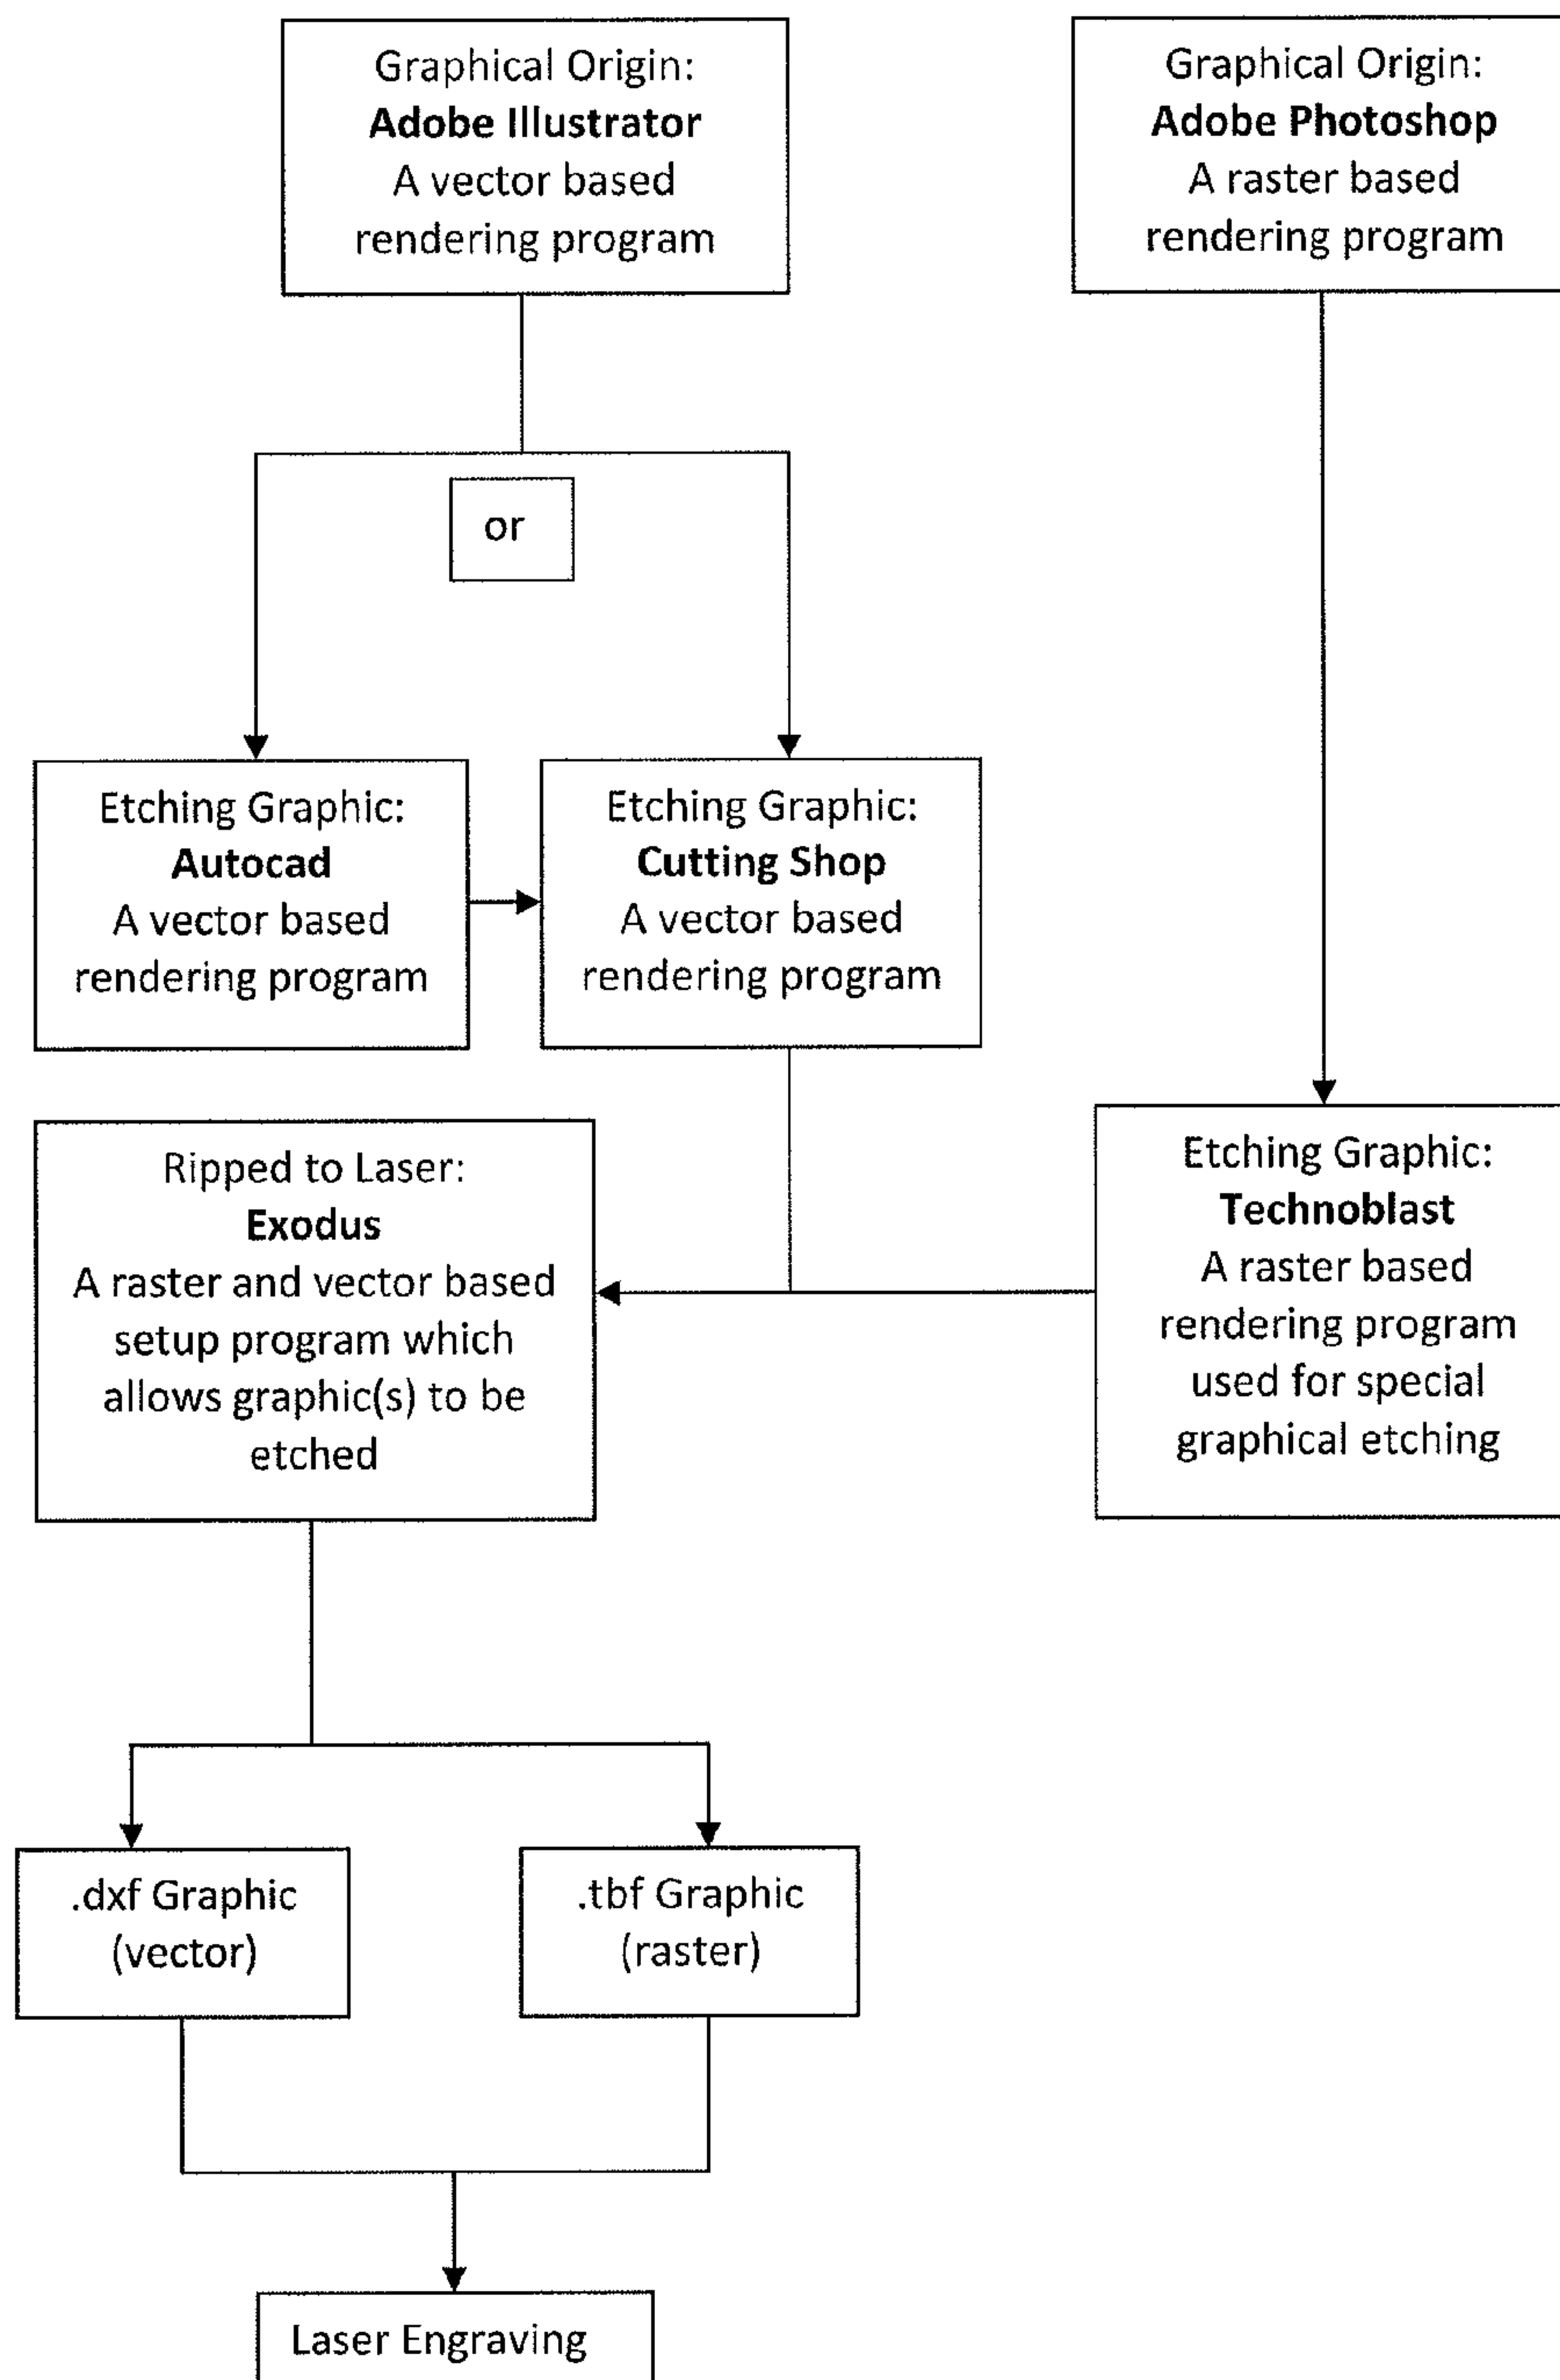 Graphical Origin:
Adobe Illustrator
A vector based
rendering program
Graphical Origin:
Adobe Photoshop
A raster based
rendering program
or
Etching Graphic:
Autocad
A vector based
rendering program
Etching Graphic:
Cutting Shop
A vector based
rendering program
Ripped to Laser:
Exodus
A raster and vector based
setup program which
allows graphic(s) to be
etched
Etching Graphic:
Technoblast
A raster based
rendering program
used for special
graphical etching
.dxf Graphic
(vector)
.tbf Graphic
(raster)
Laser Engraving